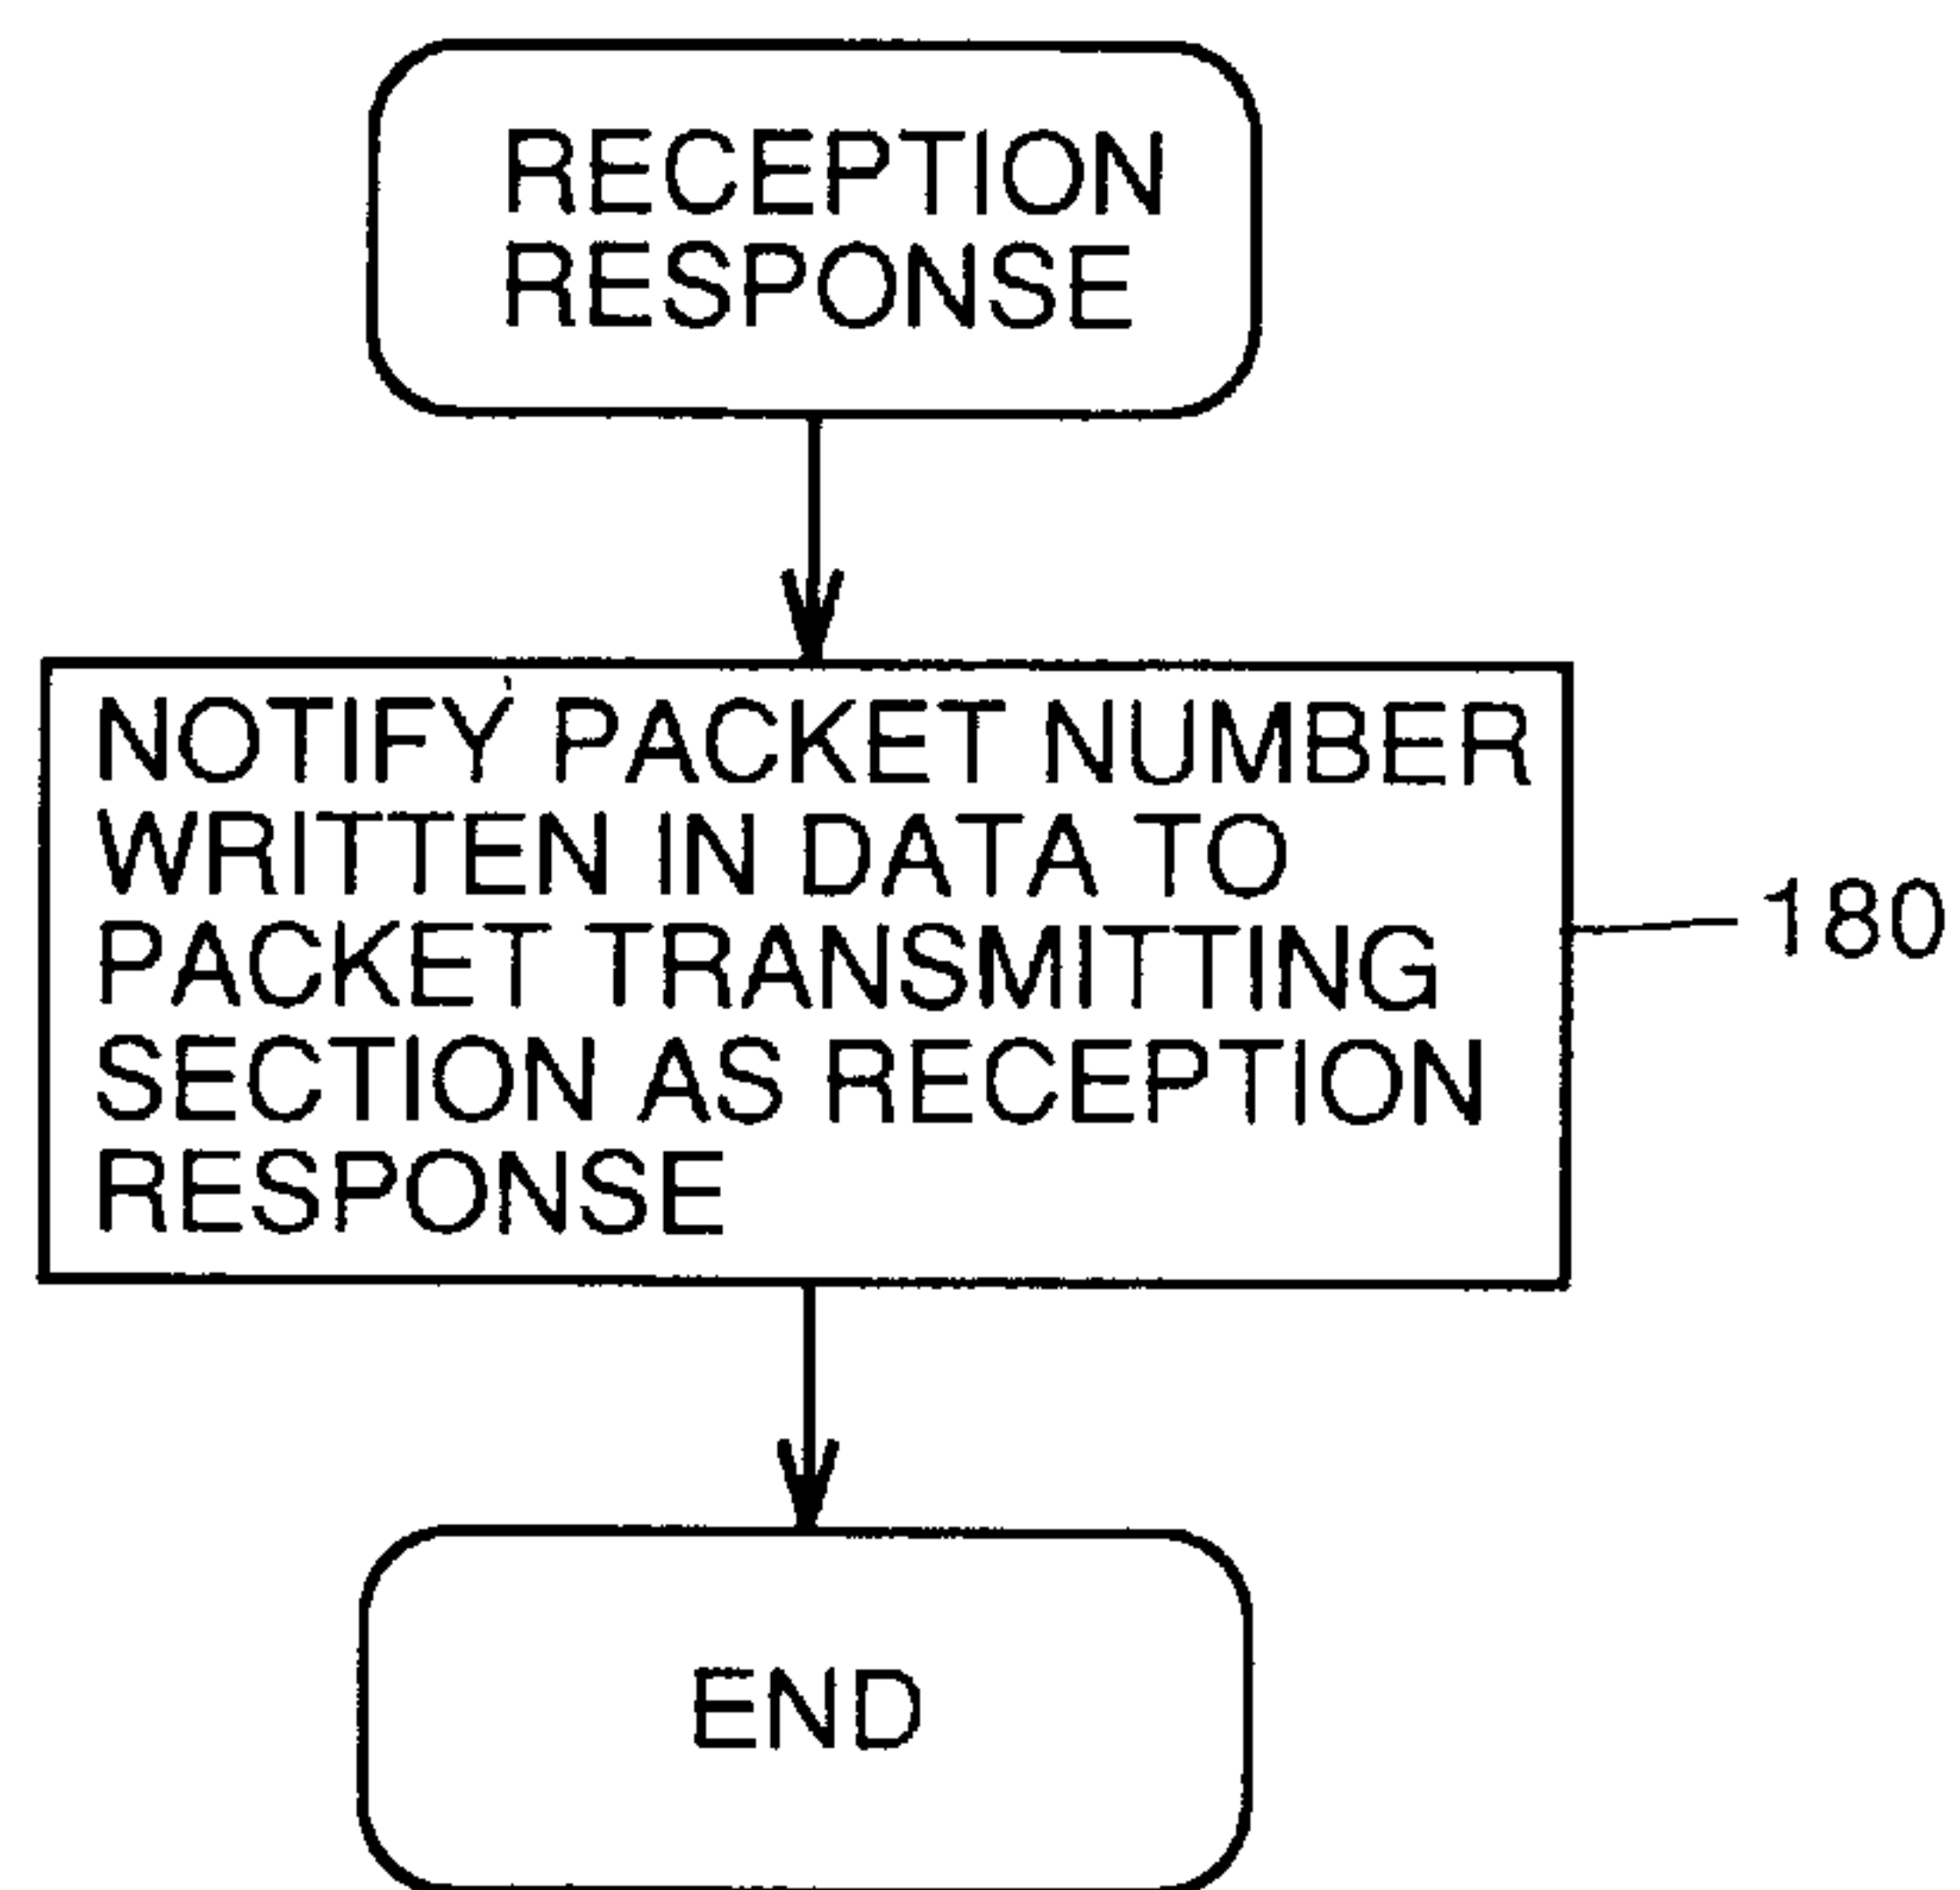 RECEPTION
RESPONSE
NOTIFY PACKET NUMBER
WRITTEN IN DATA TO
PACKET TRANSMITTING
SECTION AS RECEPTION
RESPONSE
180
END